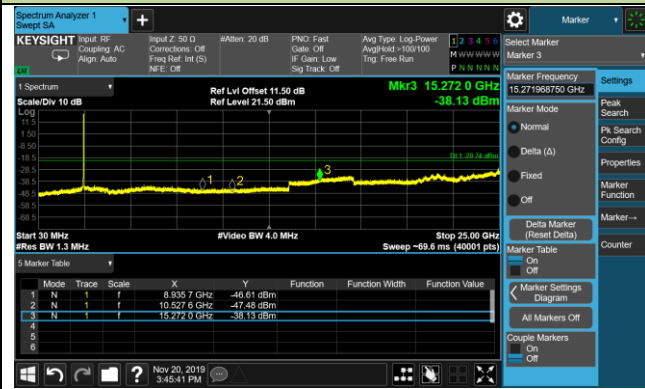 Spectrum Analyzer 1
Swept SA
Marker
KEYSIGHT
Input: RF
Coupling: AC
Align: Auto
Input Z: 50 Ω
Corrections: Off
Freq Ref: Int (S)
NFE: Off
#Atten: 20 dB
PNO: Fast
Gate: Off
IF Gain: Low
Sig Track: Off
Avg Type: Log-Power
Avg|Hold:>100/100
Trig: Free Run
1 2 3 4 5 6
M W W W W W
P N N N N N
LXI
1 Spectrum
Scale/Div 10 dB
Ref Lvl Offset 11.50 dB
Ref Level 21.50 dBm
Mkr3 15.272 0 GHz
-38.13 dBm
Log
11.5
1.50
-8.50
-18.5
-28.5
-38.5
-48.5
-58.5
-68.5
DL1 -20.74 dBm
1
2
3
Start 30 MHz
#Res BW 1.3 MHz
#Video BW 4.0 MHz
Stop 25.00 GHz
Sweep ~69.6 ms (40001 pts)
5 Marker Table
Mode Trace Scale X Y Function Function Width Function Value
1 N 1 f 8.935 7 GHz -46.61 dBm
2 N 1 f 10.527 6 GHz -47.48 dBm
3 N 1 f 15.272 0 GHz -38.13 dBm
4
5
6
Nov 20, 2019
3:45:41 PM
Select Marker
Marker 3
Marker Frequency
15.271968750 GHz
Marker Mode
Normal
Delta (Δ)
Fixed
Off
Delta Marker
(Reset Delta)
Marker Table
On
Off
Marker Settings
Diagram
All Markers Off
Couple Markers
On
Off
Settings
Peak
Search
Pk Search
Config
Properties
Marker
Function
Marker→
Counter